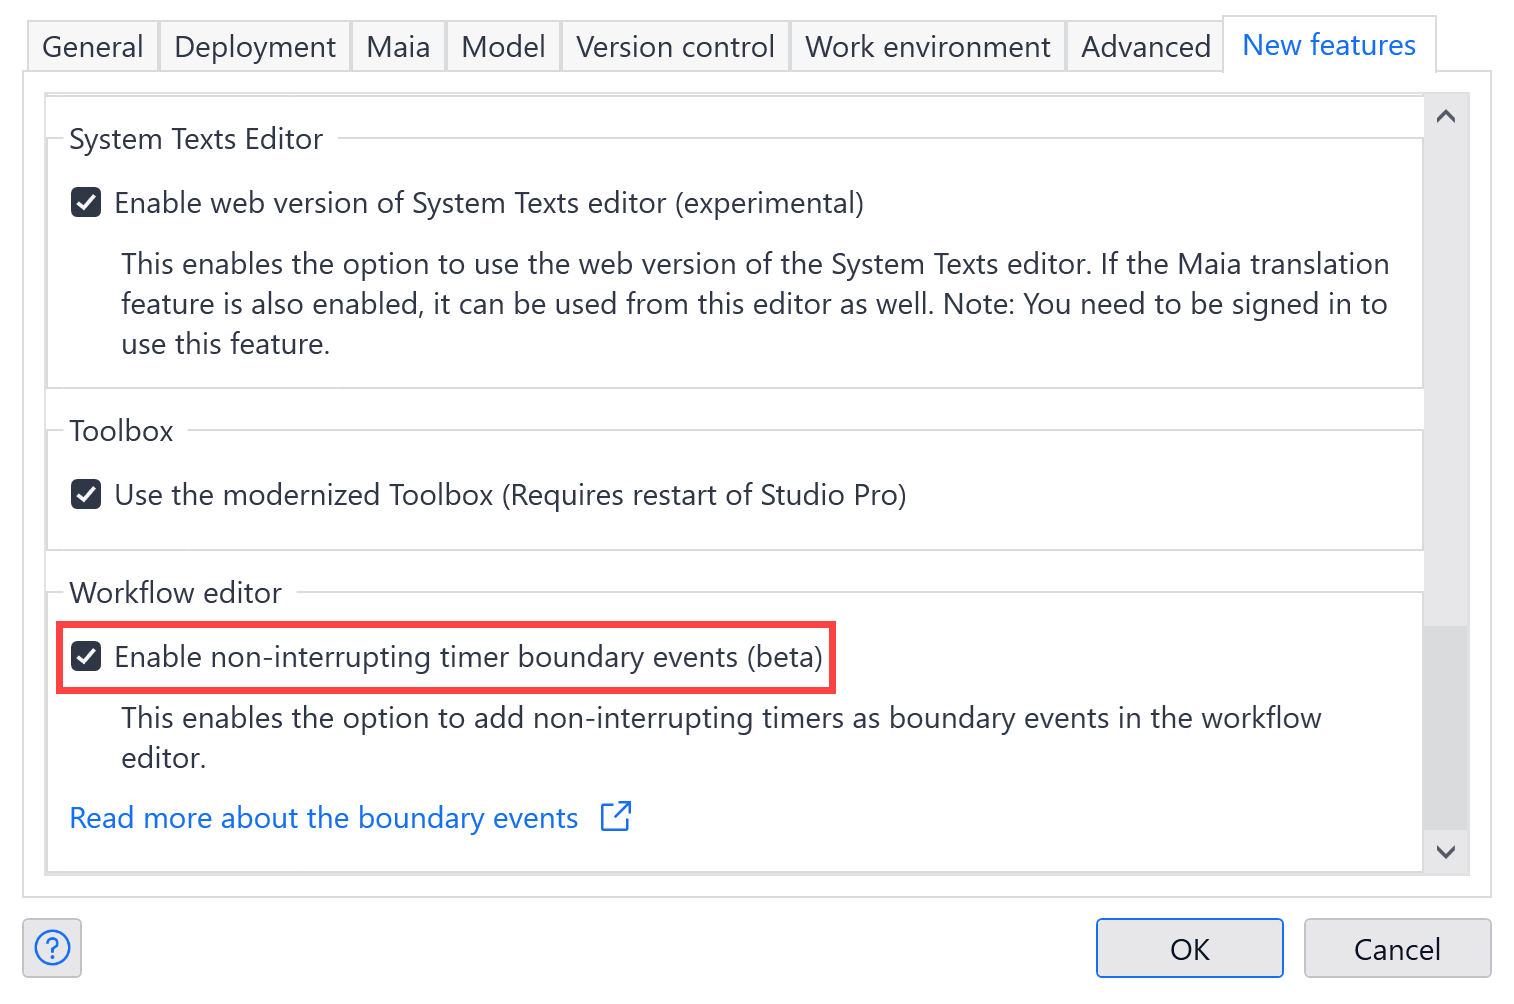 General
Deployment
Maia
Model
Version control
Work environment
Advanced
New features
System Texts Editor
Enable web version of System Texts editor (experimental)
This enables the option to use the web version of the System Texts editor. If the Maia translation
feature is also enabled, it can be used from this editor as well. Note: You need to be signed in to
use this feature.
Toolbox
Use the modernized Toolbox (Requires restart of Studio Pro)
Workflow editor
Enable non-interrupting timer boundary events (beta)
This enables the option to add non-interrupting timers as boundary events in the workflow
editor.
Read more about the boundary events
?
OK
Cancel